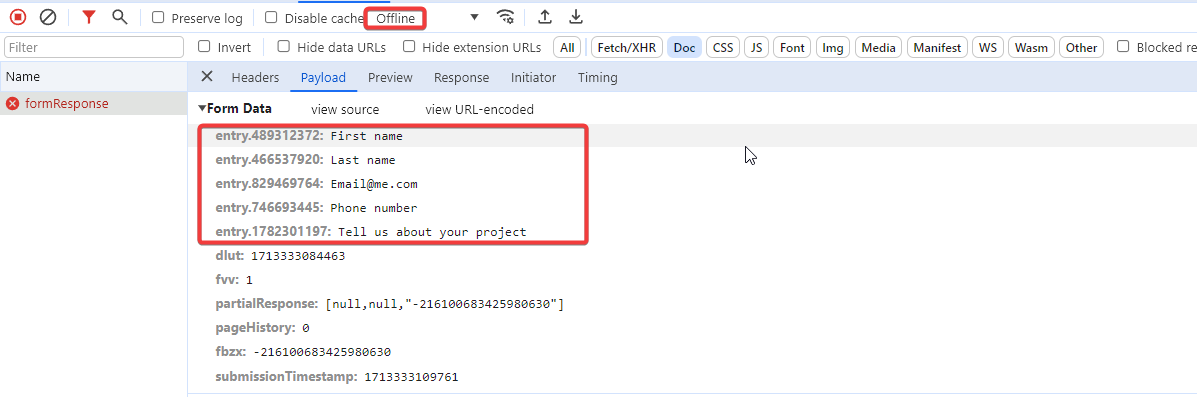 Preserve log Disable cache Offline
Filter Invert Hide data URLs Hide extension URLs All Fetch/XHR Doc CSS JS Font Img Media Manifest WS Wasm Other Blocked re
Name Headers Payload Preview Response Initiator Timing
formResponse
Form Data view source view URL-encoded
entry.489312372: First name
entry.466537920: Last name
entry.829469764: Email@me.com
entry.746693445: Phone number
entry.1782301197: Tell us about your project
dlut: 1713333084463
fvv: 1
partialResponse: [null,null,"-216100683425980630"]
pageHistory: 0
fbzx: -216100683425980630
submissionTimestamp: 1713333109761